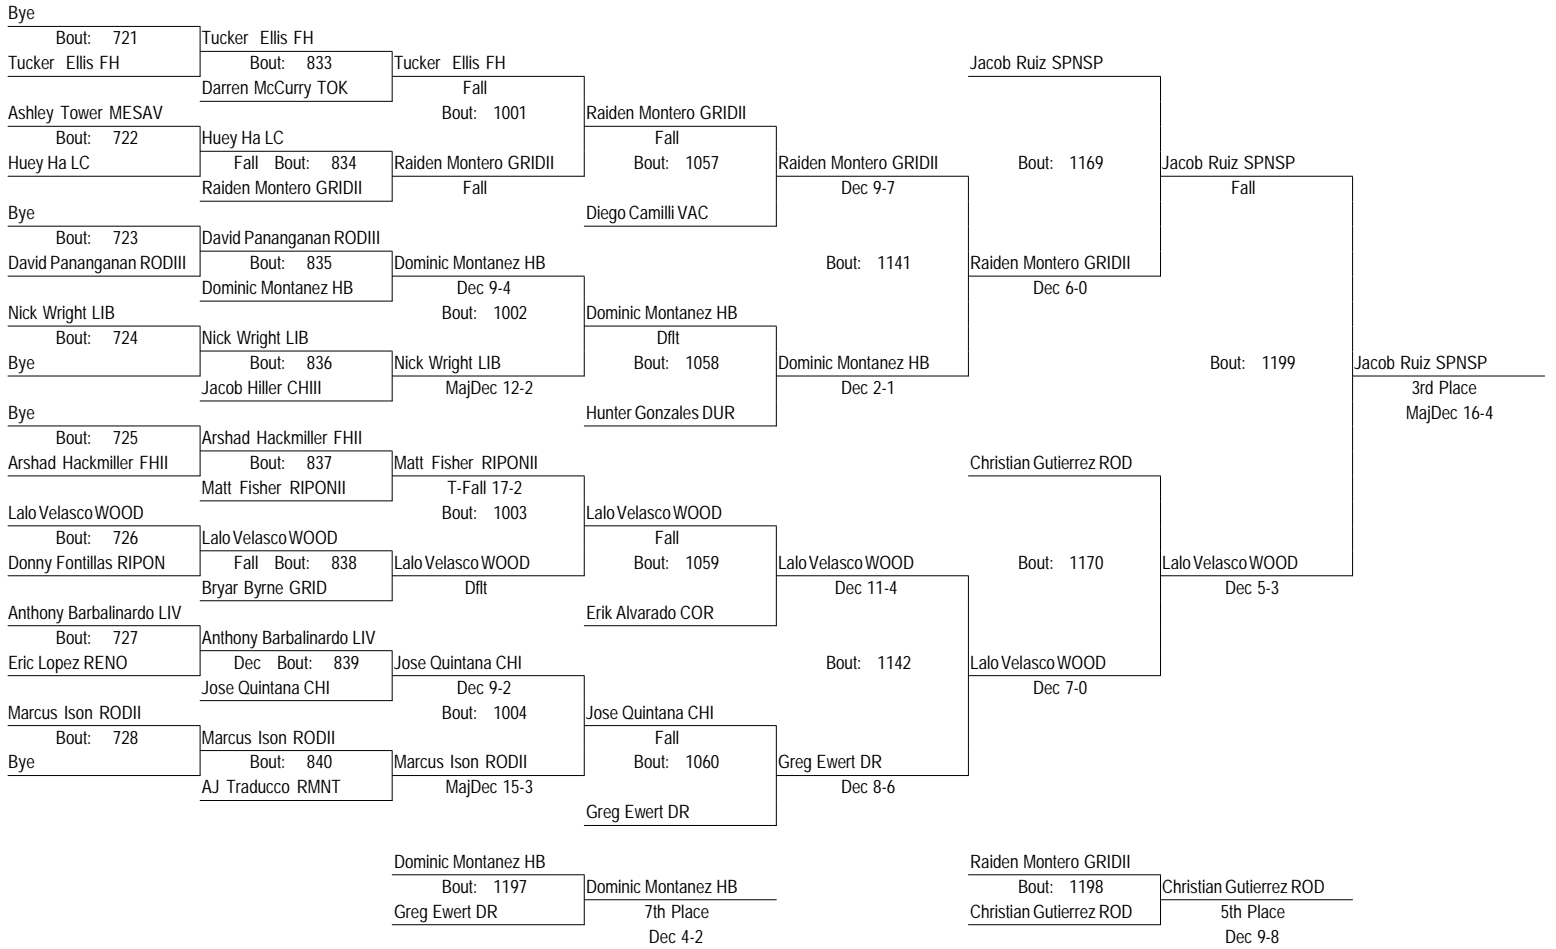 Bye
Bout: 721
Tucker Ellis FH
Tucker Ellis FH
Bout: 833
Darren McCurry TOK
Tucker Ellis FH
Fall
Bout: 1001
Jacob Ruiz SPNSP
Ashley Tower MESAV
Bout: 722
Huey Ha LC
Huey Ha LC
Fall Bout: 834
Raiden Montero GRIDII
Raiden Montero GRIDII
Fall
Raiden Montero GRIDII
Fall
Bout: 1057
Diego Camilli VAC
Raiden Montero GRIDII
Dec 9-7
Bout: 1169
Jacob Ruiz SPNSP
Fall
Bye
Bout: 723
David Pananganan RODIII
David Pananganan RODIII
Bout: 835
Dominic Montanez HB
Dominic Montanez HB
Dec 9-4
Bout: 1002
Bout: 1141
Raiden Montero GRIDII
Dec 6-0
Nick Wright LIB
Bout: 724
Bye
Nick Wright LIB
Bout: 836
Jacob Hiller CHIII
Nick Wright LIB
MajDec 12-2
Dominic Montanez HB
Dflt
Bout: 1058
Hunter Gonzales DUR
Dominic Montanez HB
Dec 2-1
Bout: 1199
Jacob Ruiz SPNSP
3rd Place
MajDec 16-4
Bye
Bout: 725
Arshad Hackmiller FHII
Arshad Hackmiller FHII
Bout: 837
Matt Fisher RIPONII
Matt Fisher RIPONII
T-Fall 17-2
Bout: 1003
Christian Gutierrez ROD
Lalo Velasco WOOD
Bout: 726
Donny Fontillas RIPON
Lalo Velasco WOOD
Fall Bout: 838
Bryar Byrne GRID
Lalo Velasco WOOD
Dflt
Lalo Velasco WOOD
Fall
Bout: 1059
Erik Alvarado COR
Lalo Velasco WOOD
Dec 11-4
Bout: 1170
Lalo Velasco WOOD
Dec 5-3
Anthony Barbalinardo LIV
Bout: 727
Eric Lopez RENO
Anthony Barbalinardo LIV
Dec Bout: 839
Jose Quintana CHI
Jose Quintana CHI
Dec 9-2
Bout: 1004
Bout: 1142
Lalo Velasco WOOD
Dec 7-0
Marcus Ison RODII
Bout: 728
Bye
Marcus Ison RODII
Bout: 840
AJ Traducco RMNT
Marcus Ison RODII
MajDec 15-3
Jose Quintana CHI
Fall
Bout: 1060
Greg Ewert DR
Greg Ewert DR
Dec 8-6
Dominic Montanez HB
Bout: 1197
Greg Ewert DR
Dominic Montanez HB
7th Place
Dec 4-2
Raiden Montero GRIDII
Bout: 1198
Christian Gutierrez ROD
Christian Gutierrez ROD
5th Place
Dec 9-8